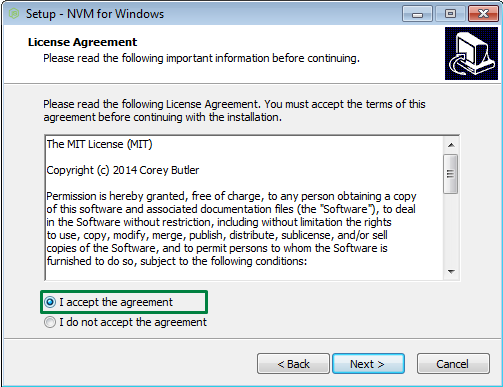 Setup - NVM for Windows
License Agreement
Please read the following important information before continuing.
Please read the following License Agreement. You must accept the terms of this
agreement before continuing with the installation.
The MIT License (MIT)
Copyright (c) 2014 Corey Butler
Permission is hereby granted, free of charge, to any person obtaining a copy
of this software and associated documentation files (the "Software"), to deal
in the Software without restriction, including without limitation the rights
to use, copy, modify, merge, publish, distribute, sublicense, and/or sell
copies of the Software, and to permit persons to whom the Software is
furnished to do so, subject to the following conditions:
I accept the agreement
I do not accept the agreement
< Back
Next >
Cancel